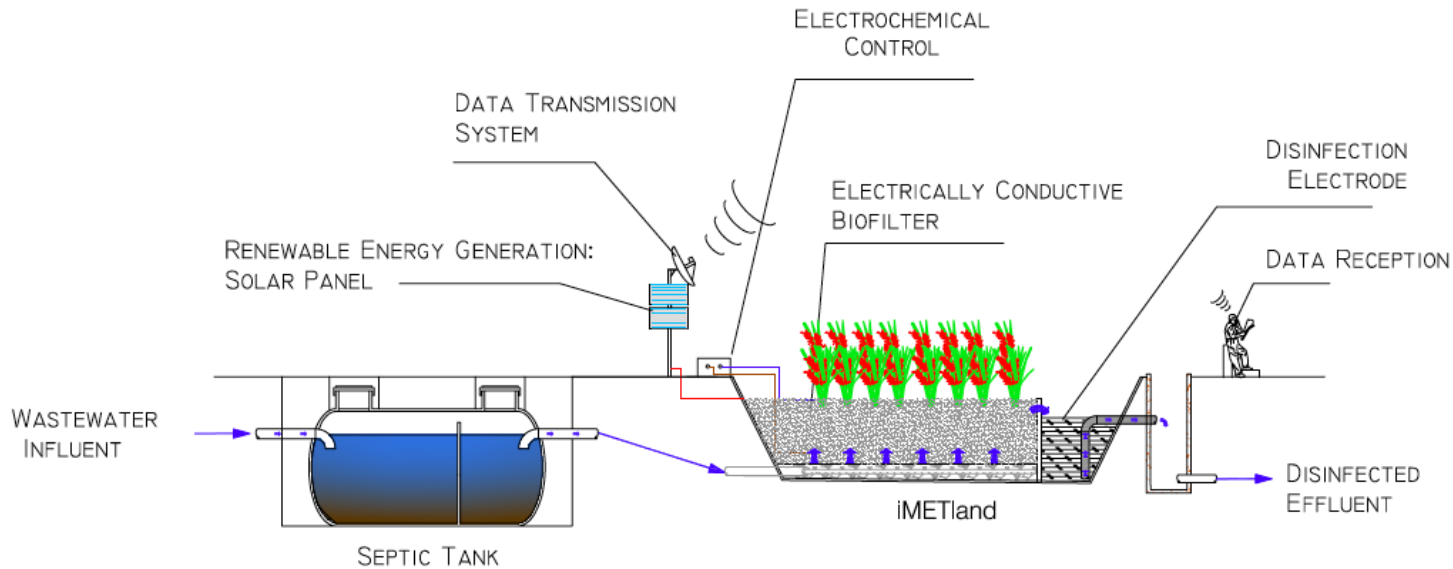 ELECTROCHEMICAL
CONTROL
DATA TRANSMISSION
SYSTEM
DISINFECTION
ELECTRODE
ELECTRICALLY CONDUCTIVE
BIOFILTER
RENEWABLE ENERGY GENERATION:
SOLAR PANEL
DATA RECEPTION
WASTEWATER
INFLUENT
DISINFECTED
EFFLUENT
iMETland
SEPTIC TANK